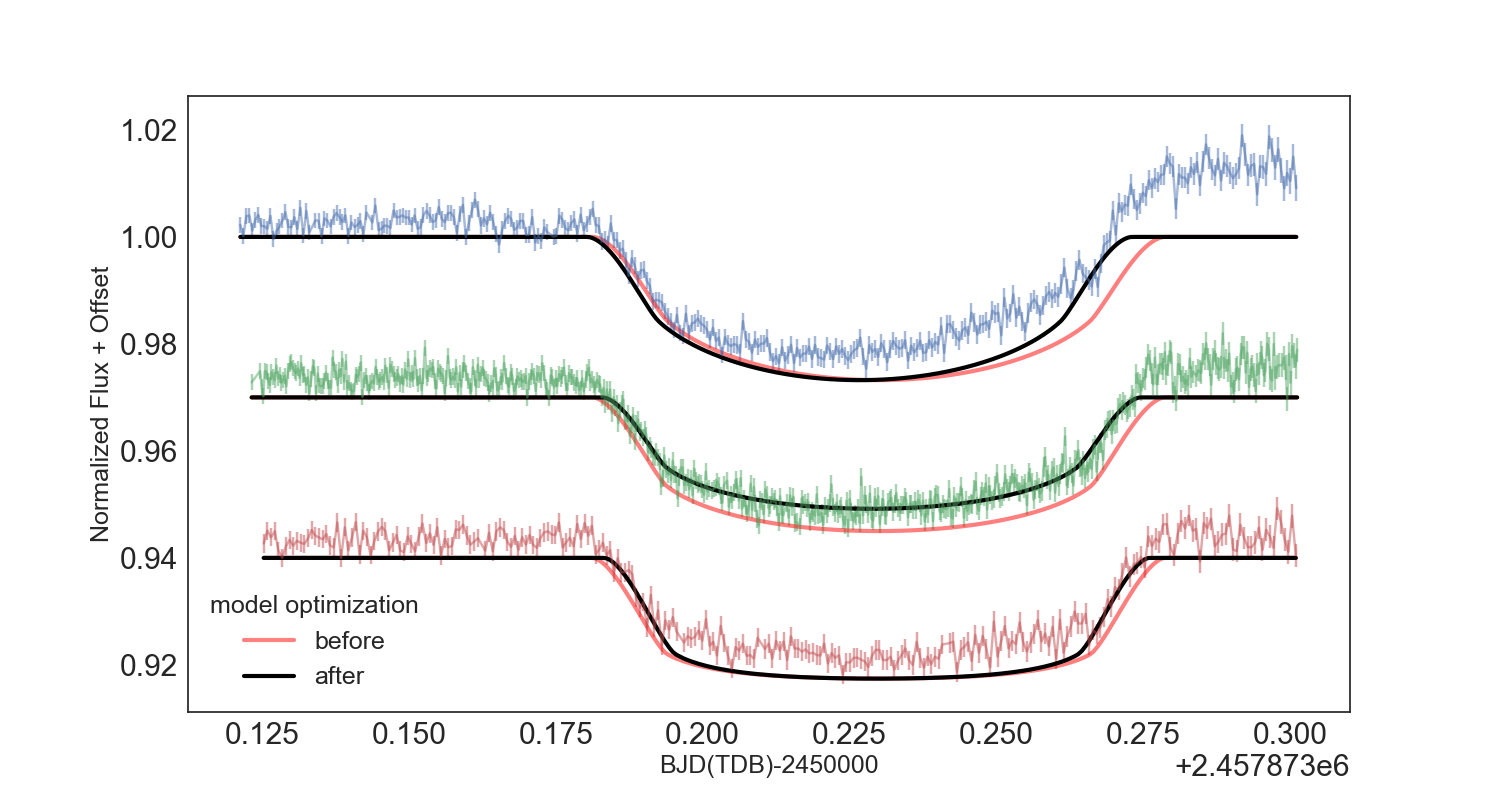 Normalized Flux + Offset
1.02
1.00
0.98
0.96
0.94
0.92
model optimization
before
after
0.125 0.150 0.175 0.200 0.225 0.250 0.275 0.300
BJD(TDB)-2450000
+2.457873e6